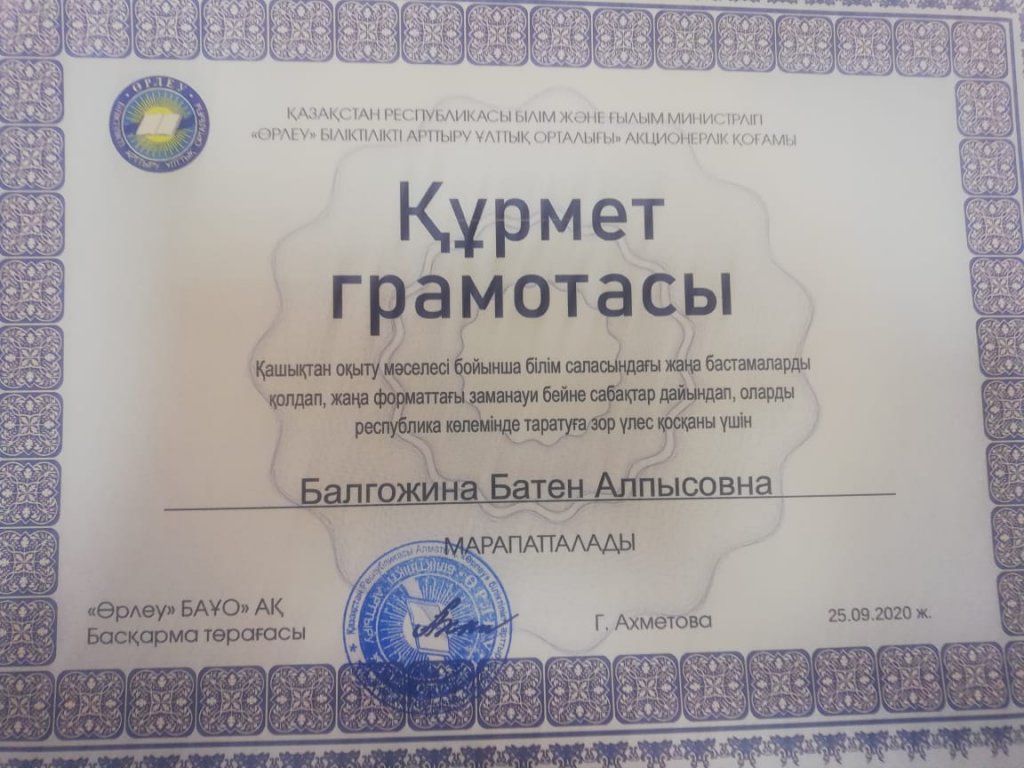 ӨРЛЕУ
ҚАЗАҚСТАН РЕСПУБЛИКАСЫ БІЛІМ ЖӘНЕ ҒЫЛЫМ МИНИСТРЛІГІ
«ӨРЛЕУ» БІЛІКТІЛІКТІ АРТТЫРУ ҰЛТТЫҚ ОРТАЛЫҒЫ» АКЦИОНЕРЛІК ҚОҒАМЫ
Құрмет
грамотасы
Қашықтан оқыту мәселесі бойынша білім саласындағы жаңа бастамаларды
қолдап, жаңа форматтағы заманауи бейне сабақтар дайындап, оларды
республика көлемінде таратуға зор үлес қосқаны үшін
Балгожина Батен Алпысовна
МАРАПАТТАЛАДЫ
«Өрлеу» БАҰО» АҚ
Басқарма төрағасы
Г. Ахметова
25.09.2020 ж.